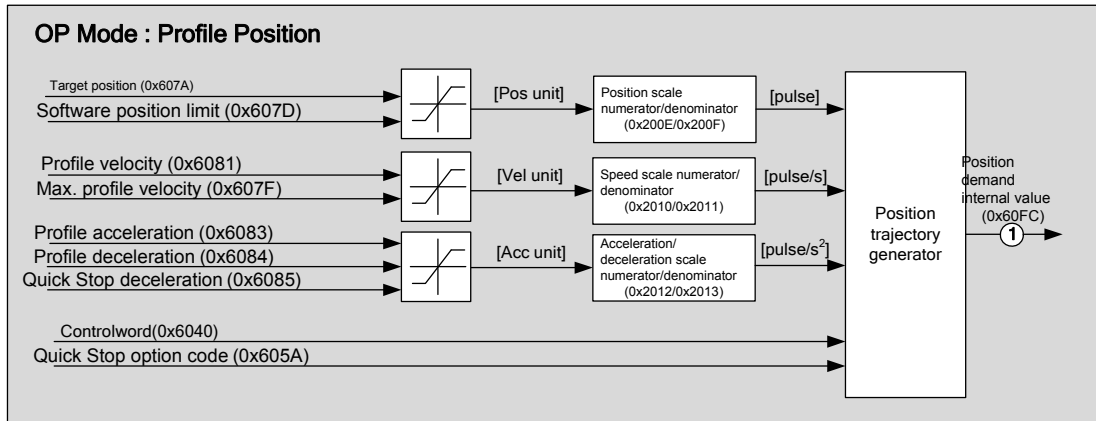 OP Mode : Profile Position
Target position (0x607A)
Software position limit (0x607D)
[Pos unit]
Position scale
numerator/denominator
(0x200E/0x200F)
[pulse]
Profile velocity (0x6081)
Max. profile velocity (0x607F)
[Vel unit]
Speed scale numerator/
denominator
(0x2010/0x2011)
[pulse/s]
Profile acceleration (0x6083)
Profile deceleration (0x6084)
Quick Stop deceleration (0x6085)
[Acc unit]
Acceleration/
deceleration scale
numerator/denominator
(0x2012/0x2013)
[pulse/s²]
Controlword(0x6040)
Quick Stop option code (0x605A)
Position
trajectory
generator
Position
demand
internal value
(0x60FC)
1